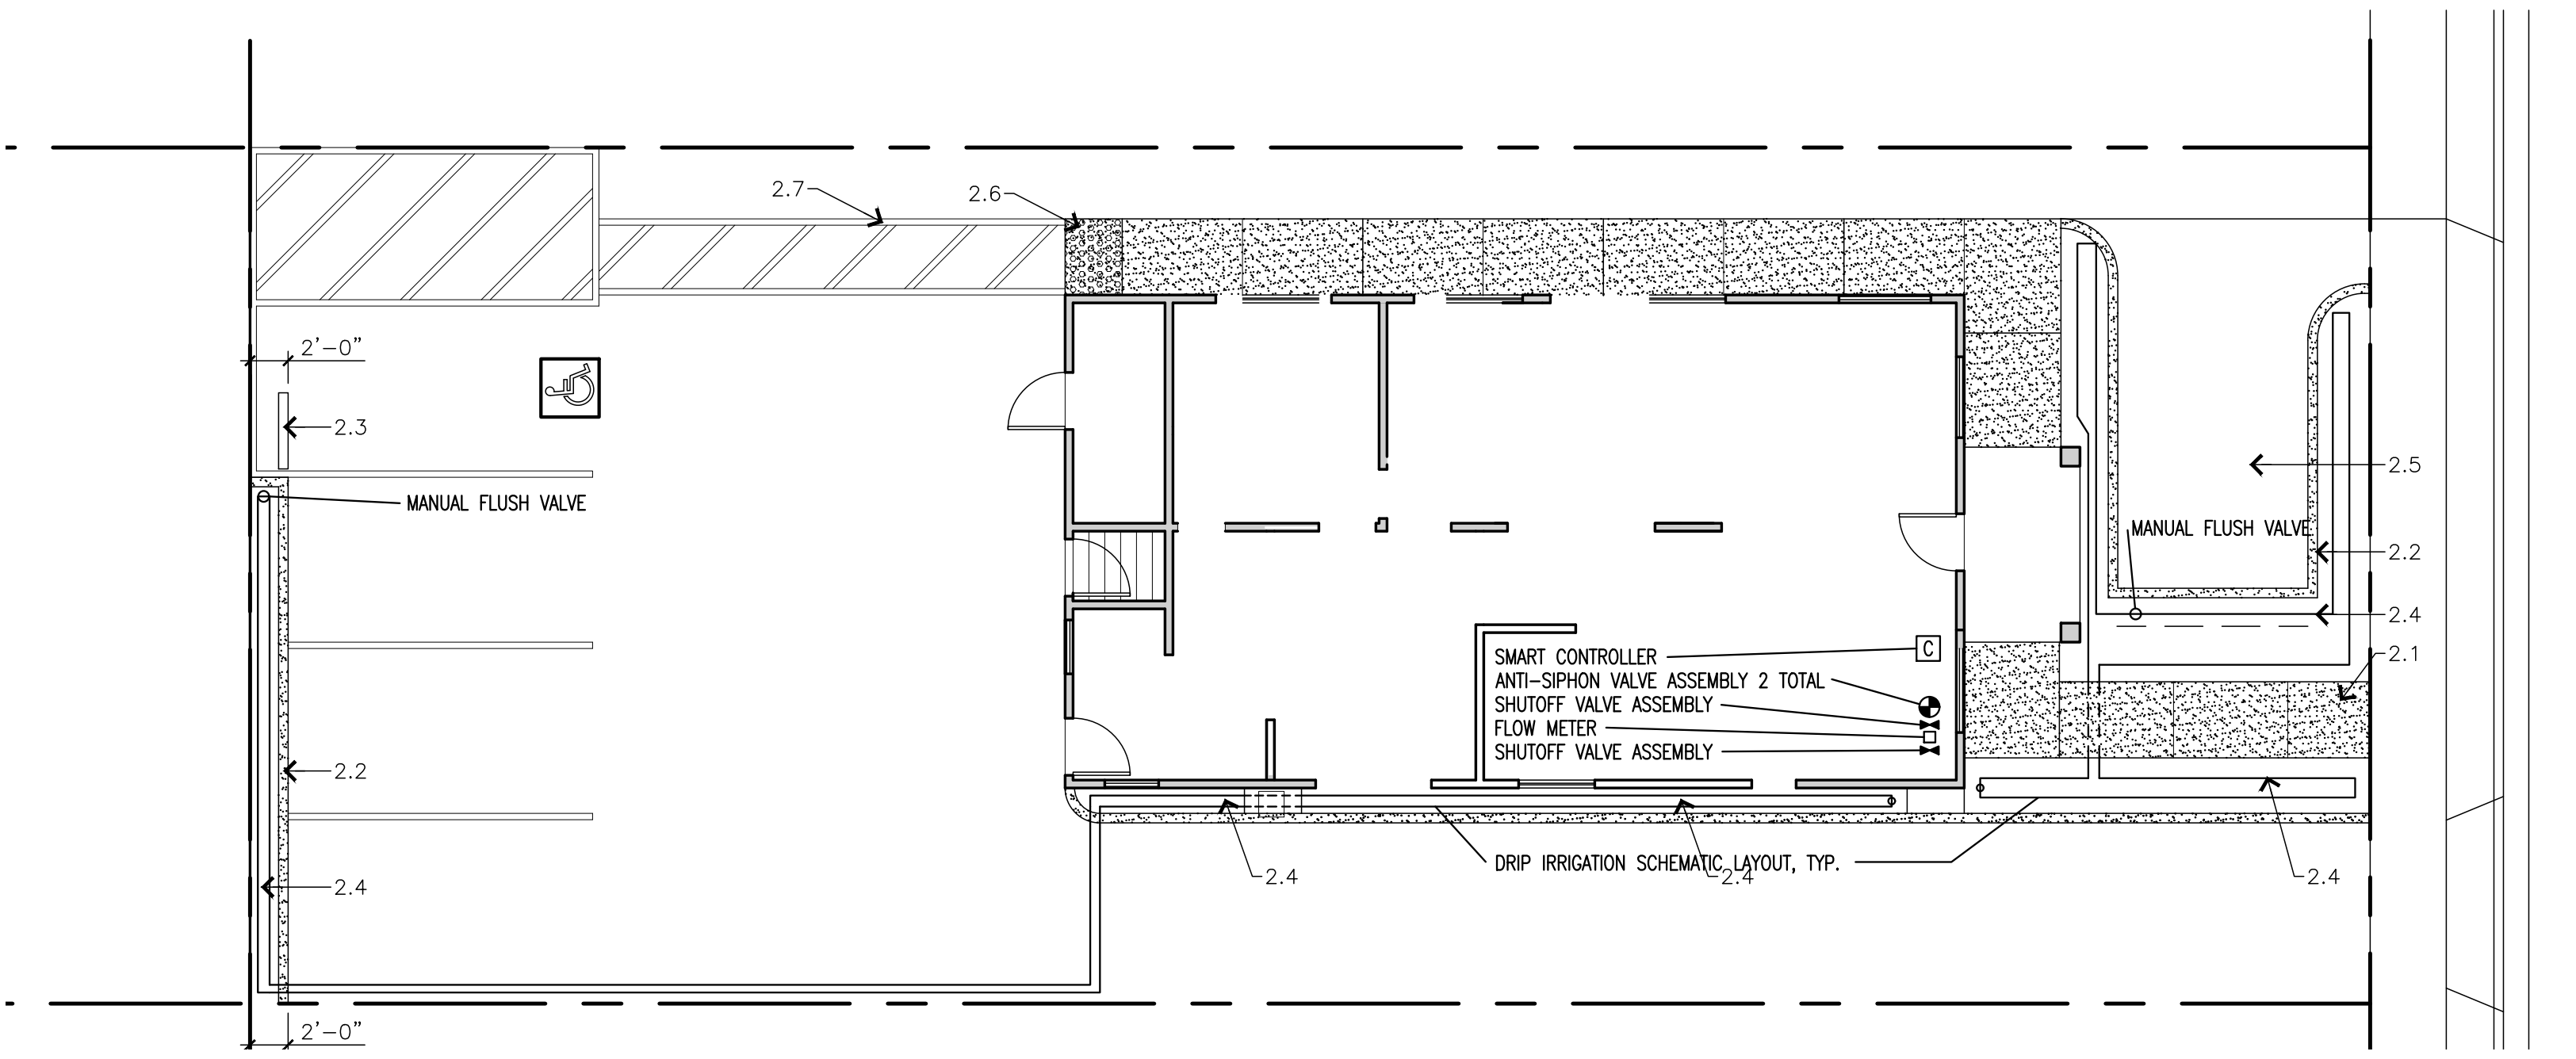 2.7
2.6
2'-0"
2.3
MANUAL FLUSH VALVE
2.5
MANUAL FLUSH VALVE
2.2
2.4
2.1
SMART CONTROLLER
C
ANTI-SIPHON VALVE ASSEMBLY 2 TOTAL
SHUTOFF VALVE ASSEMBLY
FLOW METER
SHUTOFF VALVE ASSEMBLY
2.2
2.4
DRIP IRRIGATION SCHEMATIC LAYOUT, TYP.
2.4
2.4
2.4
2'-0"